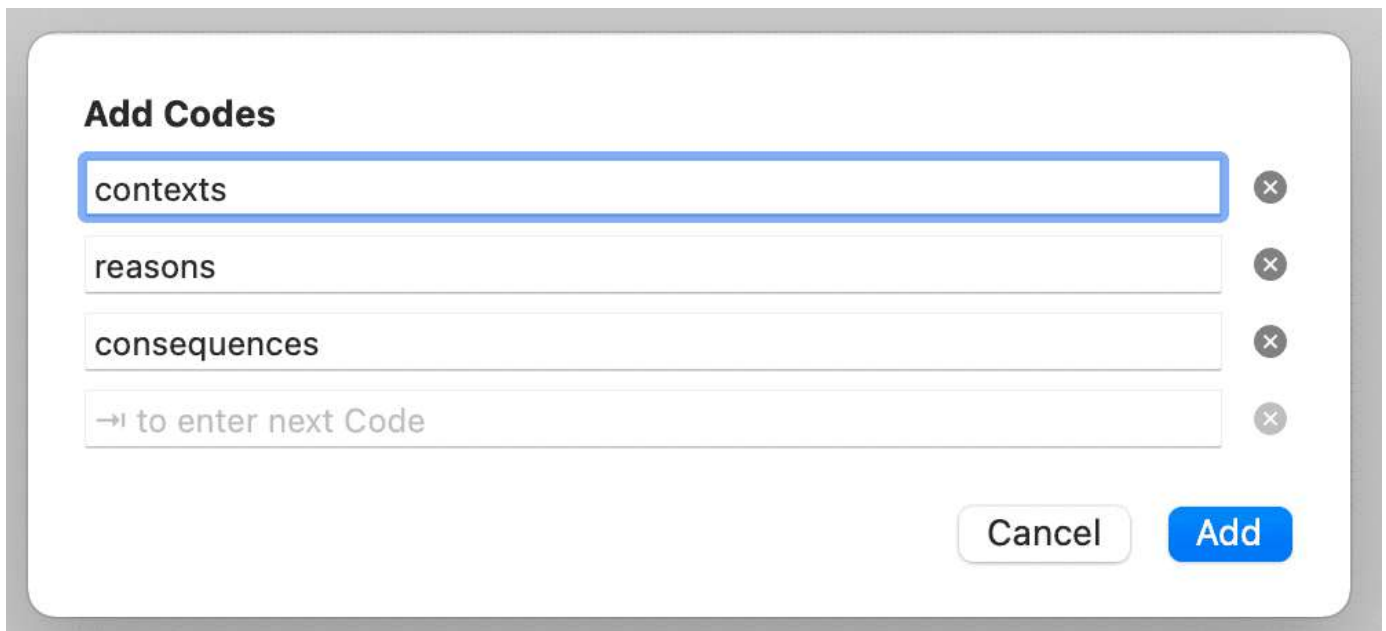 Add Codes
contexts
reasons
consequences
→ı to enter next Code
Cancel Add